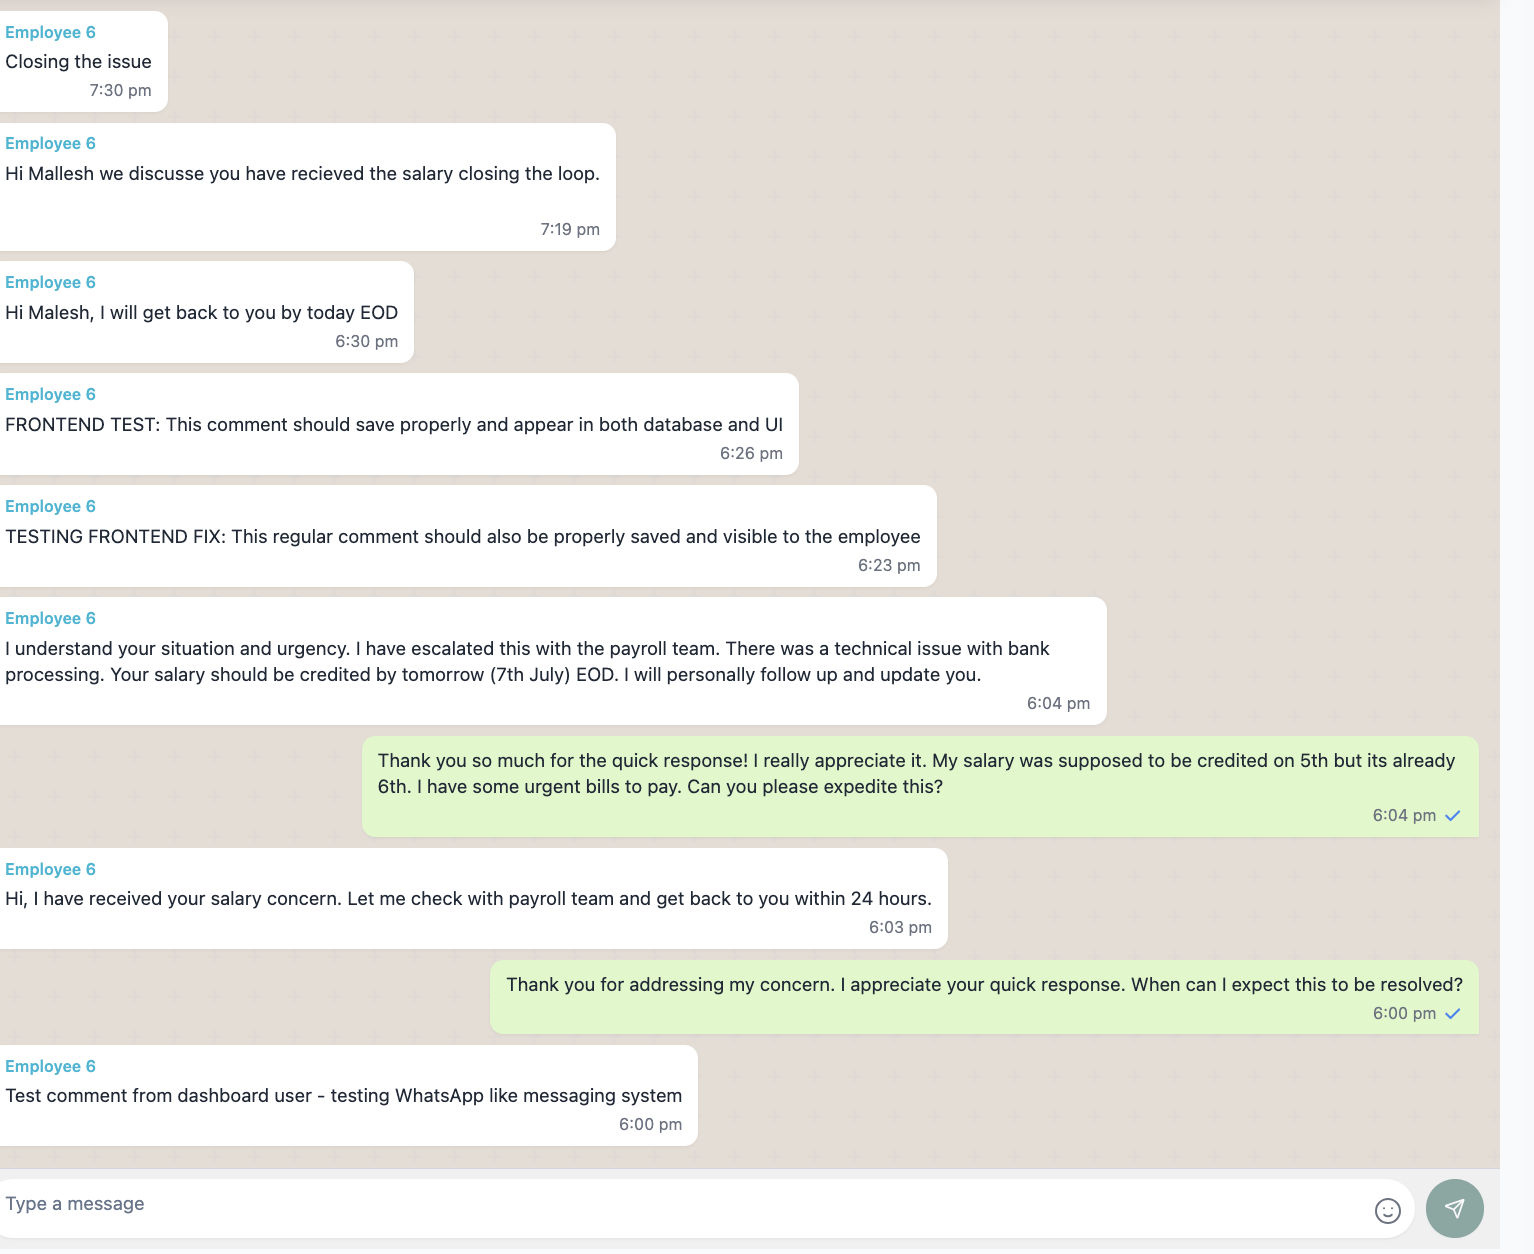 Employee 6
Closing the issue
7:30 pm
Employee 6
Hi Mallesh we discusse you have recieved the salary closing the loop.
7:19 pm
Employee 6
Hi Malesh, I will get back to you by today EOD
6:30 pm
Employee 6
FRONTEND TEST: This comment should save properly and appear in both database and UI
6:26 pm
Employee 6
TESTING FRONTEND FIX: This regular comment should also be properly saved and visible to the employee
6:23 pm
Employee 6
I understand your situation and urgency. I have escalated this with the payroll team. There was a technical issue with bank
processing. Your salary should be credited by tomorrow (7th July) EOD. I will personally follow up and update you.
6:04 pm
Thank you so much for the quick response! I really appreciate it. My salary was supposed to be credited on 5th but its already
6th. I have some urgent bills to pay. Can you please expedite this?
6:04 pm
Employee 6
Hi, I have received your salary concern. Let me check with payroll team and get back to you within 24 hours.
6:03 pm
Thank you for addressing my concern. I appreciate your quick response. When can I expect this to be resolved?
6:00 pm
Employee 6
Test comment from dashboard user - testing WhatsApp like messaging system
6:00 pm
Type a message